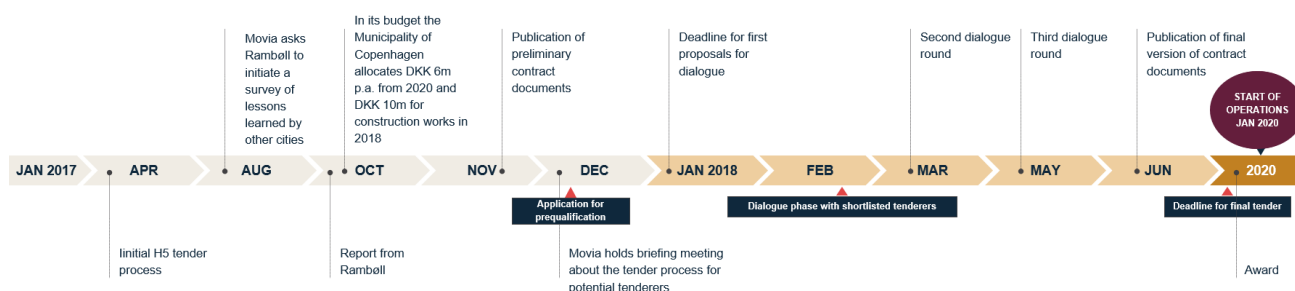 Movia asks
Rambøll to
initiate a
survey of
lessons
learned by
other cities
In its budget the
Municipality of
Copenhagen
allocates DKK 6m
p.a. from 2020 and
DKK 10m for
construction works in
2018
Publication of
preliminary
contract
documents
Deadline for first
proposals for
dialogue
Second dialogue
round
Third dialogue
round
Publication of final
version of contract
documents
START OF
OPERATIONS
JAN 2020
JAN 2017
APR
AUG
OCT
NOV
DEC
JAN 2018
FEB
MAR
MAY
JUN
2020
Application for
prequalification
Dialogue phase with shortlisted tenderers
Deadline for final tender
Iinitial H5 tender
process
Report from
Rambøll
Movia holds briefing meeting
about the tender process for
potential tenderers
Award